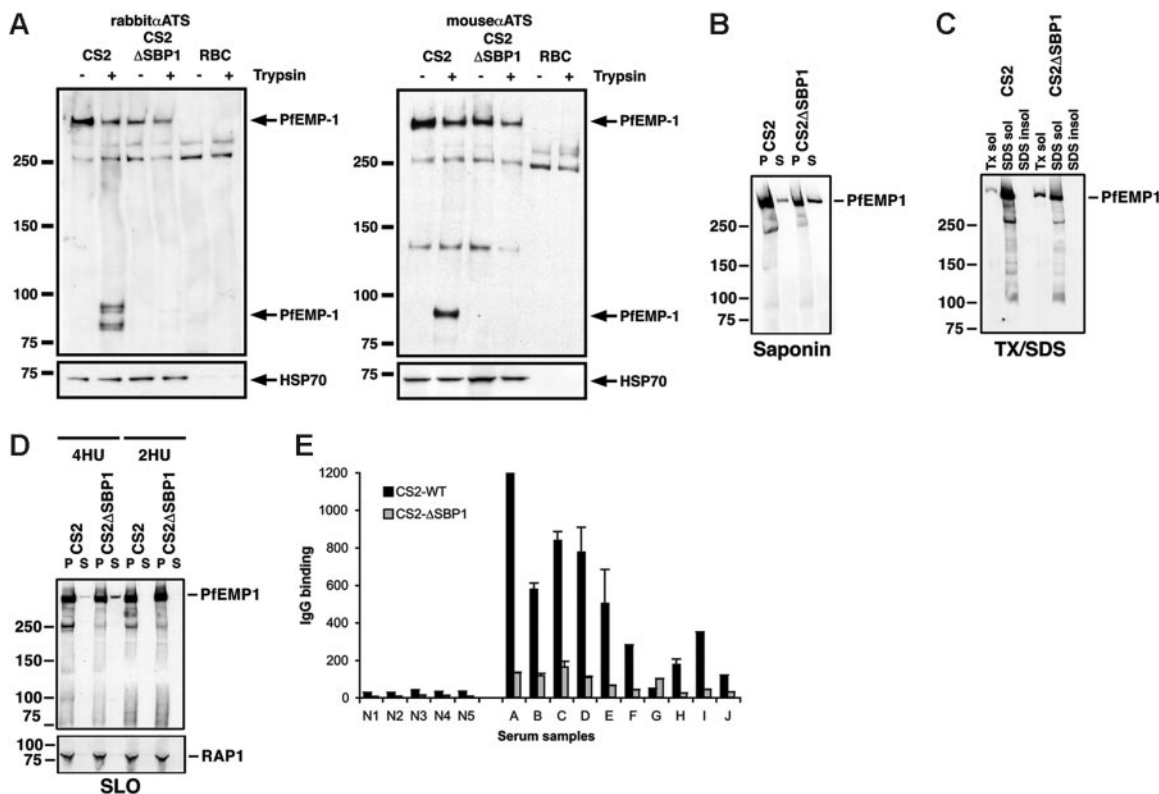 A
rabbitαATS
CS2 CS2 ΔSBP1 RBC
- + - + - + Trypsin
PfEMP-1
250
150
100
PfEMP-1
75
75
HSP70
mouseαATS
CS2 CS2 ΔSBP1 RBC
- + - + - + Trypsin
PfEMP-1
250
150
100
PfEMP-1
75
75
HSP70
B
CS2 CS2ΔSBP1
P S P S
PfEMP1
250
150
100
75
Saponin
C
CS2 CS2ΔSBP1
Tx sol SDS sol SDS insol Tx sol SDS sol SDS insol
PfEMP1
250
150
100
75
TX/SDS
D
4HU 2HU
CS2 CS2ΔSBP1 CS2 CS2ΔSBP1
P S P S P S P S
PfEMP1
250
150
100
75
100
75
RAP1
SLO
E
CS2-WT
CS2-ΔSBP1
IgG binding
1200
1000
800
600
400
200
0
N1 N2 N3 N4 N5 A B C D E F G H I J
Serum samples